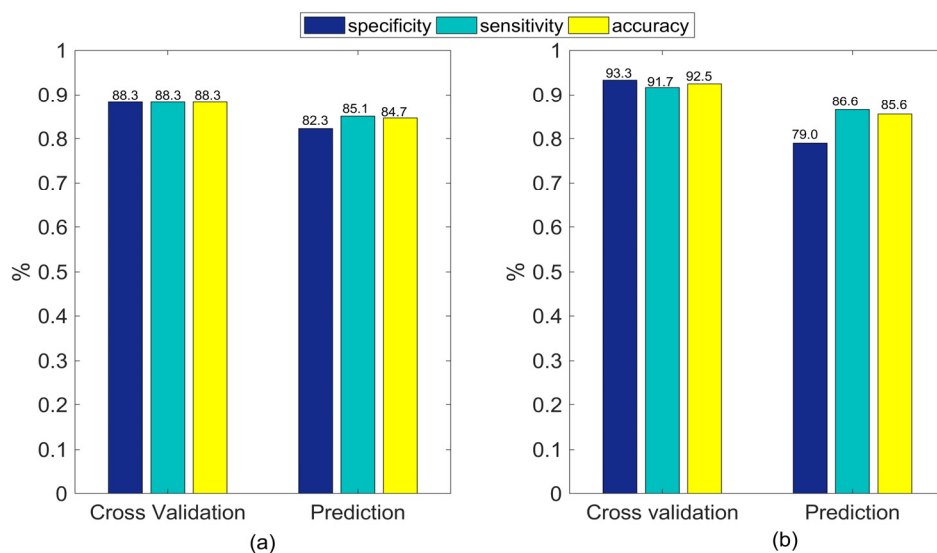 specificity sensitivity accuracy
1
0.9
0.8
0.7
0.6
0.5
0.4
0.3
0.2
0.1
0
%
88.3 88.3 88.3
82.3 85.1 84.7
Cross Validation Prediction
(a)
1
0.9
0.8
0.7
0.6
0.5
0.4
0.3
0.2
0.1
0
%
93.3 91.7 92.5
79.0 86.6 85.6
Cross validation Prediction
(b)